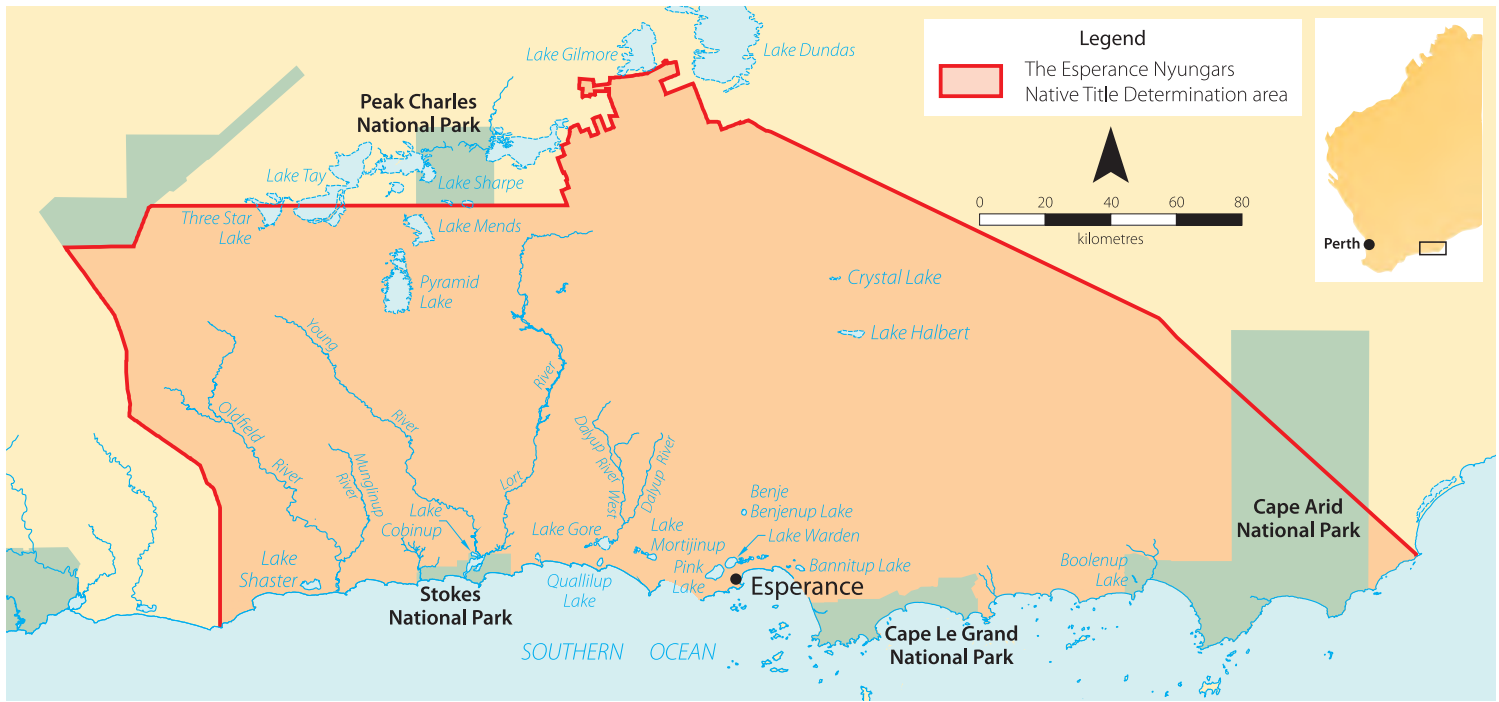 Lake Gilmore
Lake Dundas
Legend
The Esperance Nyungars
Native Title Determination area
Peak Charles
National Park
Lake Tay
Lake Sharpe
Three Star
Lake
Lake Mends
Pyramid
Lake
0 20 40 60 80
kilometres
Perth
Crystal Lake
Lake Halbert
Young
River
River
Oldfield
River
Munglinup
River
Lort
Dalyup
River West
Dalyup River
Lake
Cobinup
Lake
Shaster
Stokes
National Park
Lake Gore
Quallilup
Lake
Lake
Mortijinup
Pink
Lake
Benje
Benjenup Lake
Lake Warden
Bannitup Lake
Esperance
Boolenup
Lake
Cape Arid
National Park
Cape Le Grand
National Park
SOUTHERN OCEAN